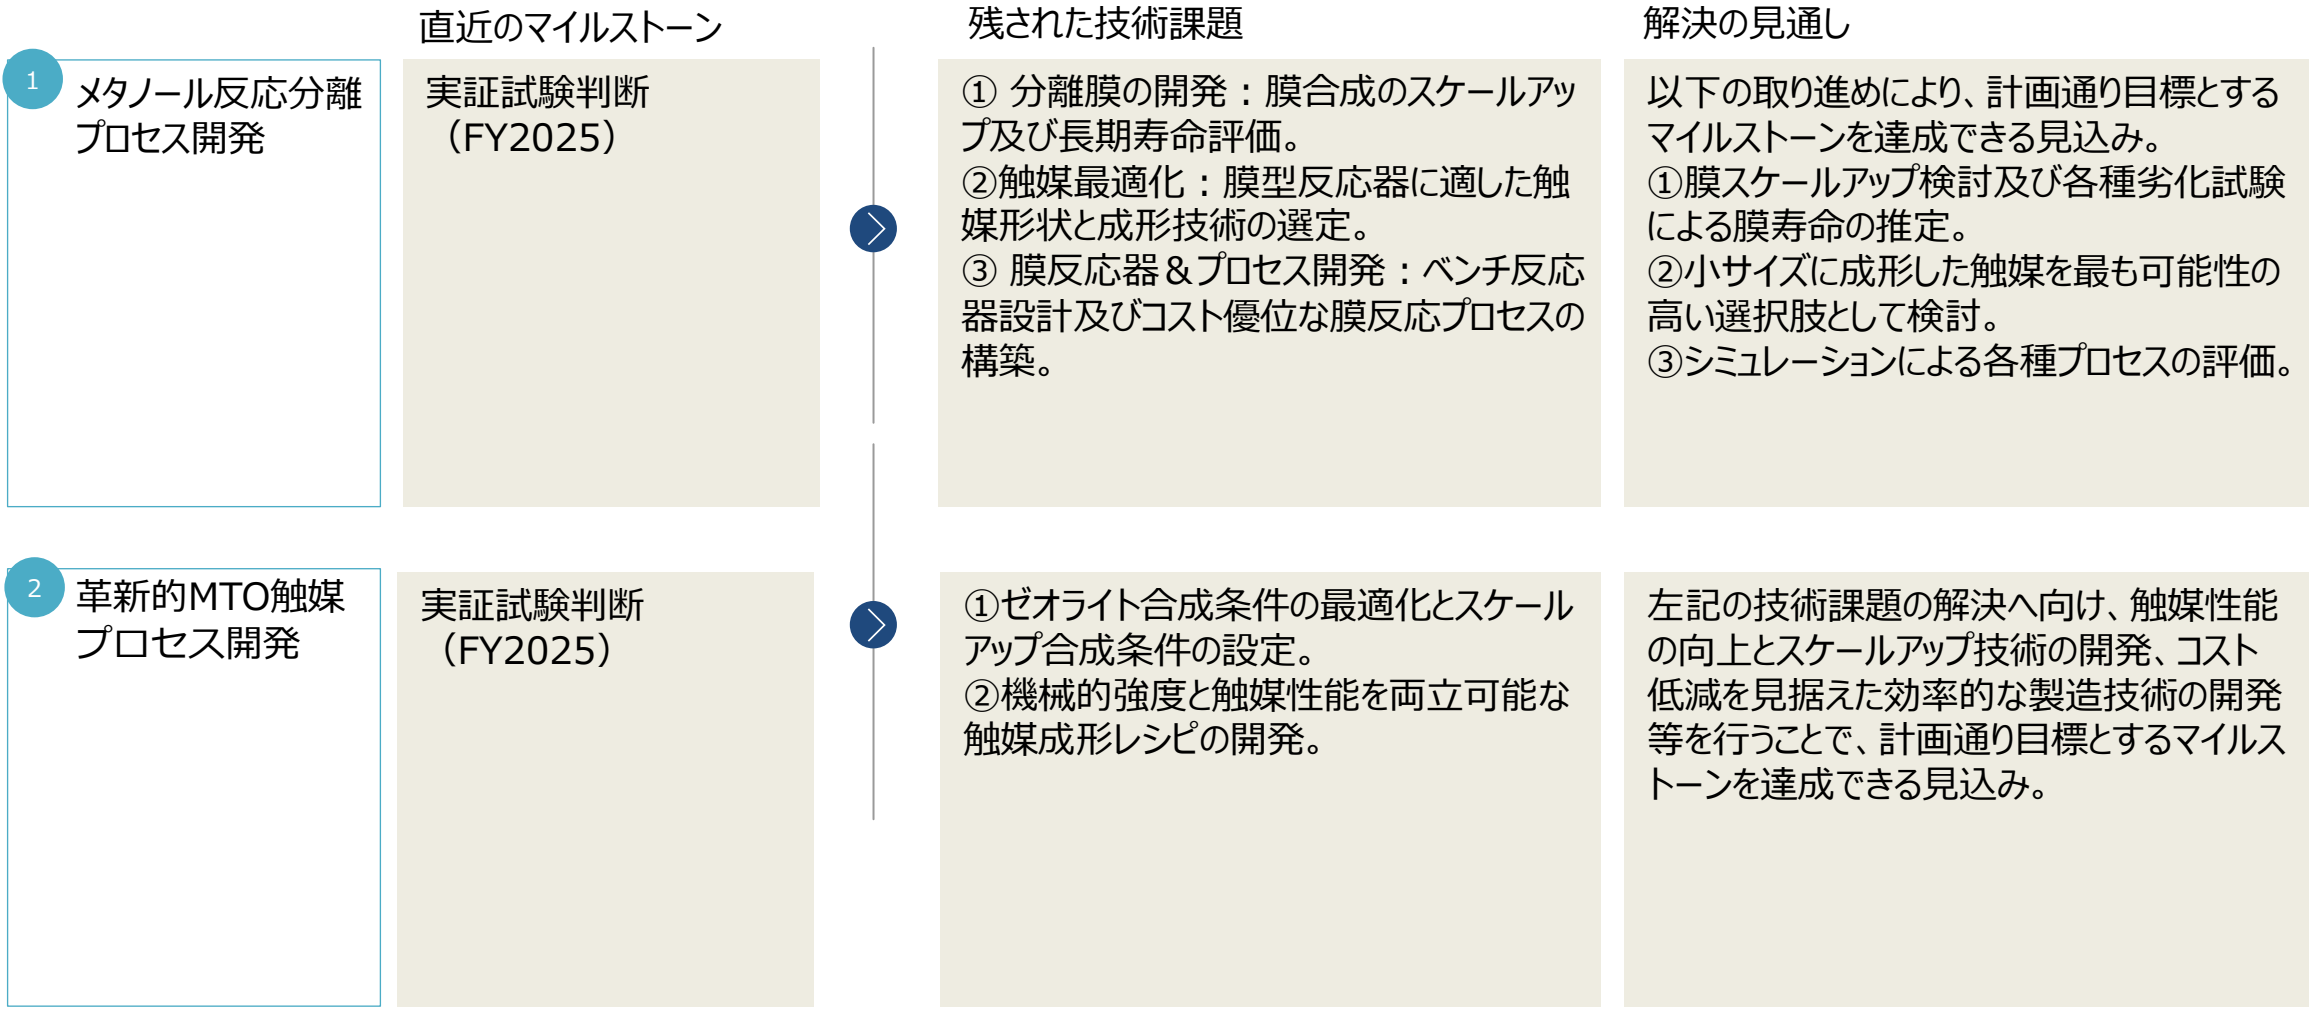 直近のマイルストーン
残された技術課題
解決の見通し
1
メタノール反応分離
プロセス開発
実証試験判断
（FY2025）
① 分離膜の開発：膜合成のスケールアッ
プ及び長期寿命評価。
②触媒最適化：膜型反応器に適した触
媒形状と成形技術の選定。
③ 膜反応器＆プロセス開発：ベンチ反応
器設計及びコスト優位な膜反応プロセスの
構築。
以下の取り進めにより、計画通り目標とする
マイルストーンを達成できる見込み。
①膜スケールアップ検討及び各種劣化試験
による膜寿命の推定。
②小サイズに成形した触媒を最も可能性の
高い選択肢として検討。
③シミュレーションによる各種プロセスの評価。
2
革新的MTO触媒
プロセス開発
実証試験判断
（FY2025）
①ゼオライト合成条件の最適化とスケール
アップ合成条件の設定。
②機械的強度と触媒性能を両立可能な
触媒成形レシピの開発。
左記の技術課題の解決へ向け、触媒性能
の向上とスケールアップ技術の開発、コスト
低減を見据えた効率的な製造技術の開発
等を行うことで、計画通り目標とするマイルス
トーンを達成できる見込み。